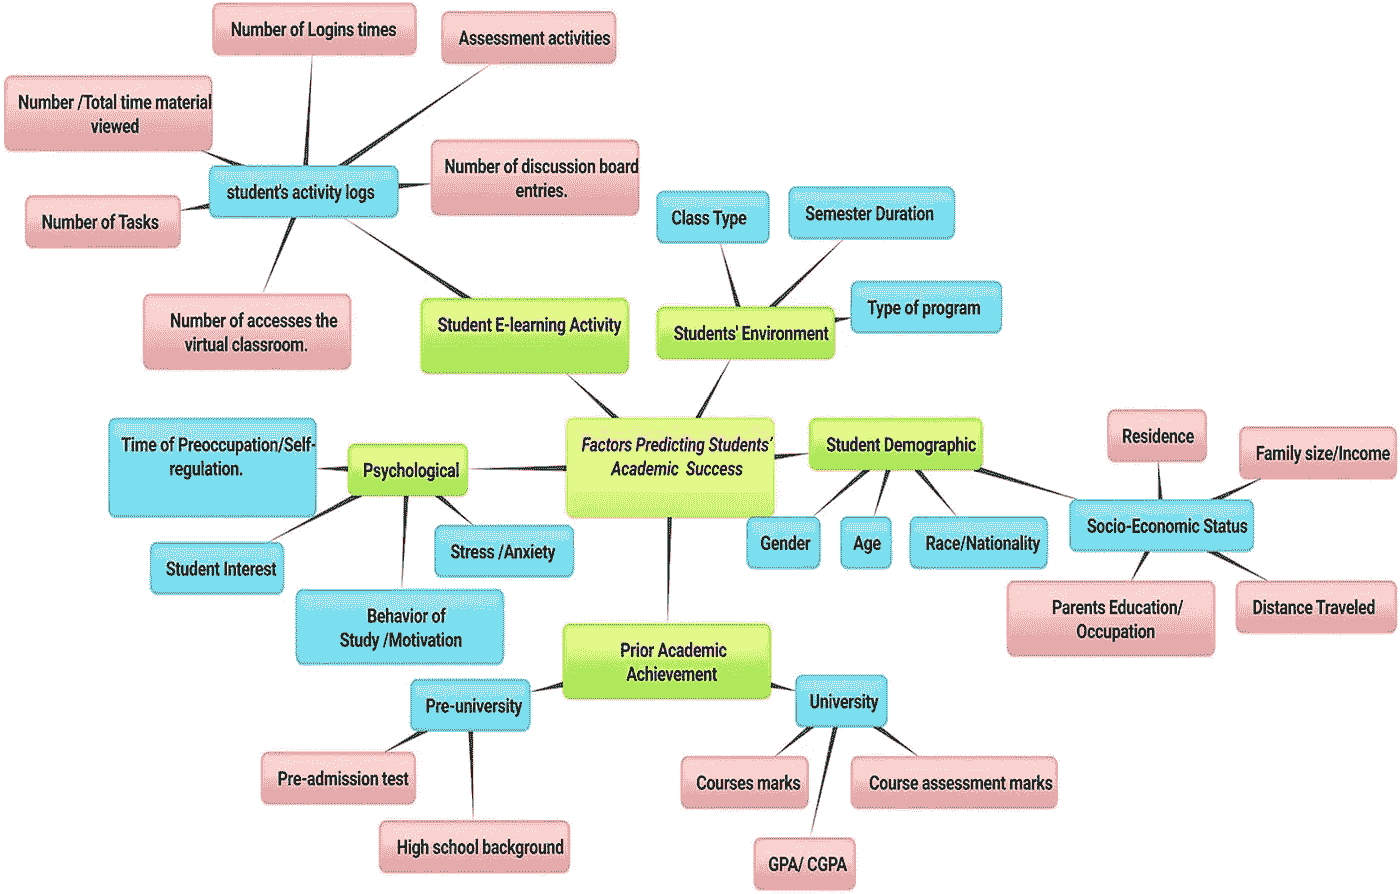 Number of Logins times
Assessment activities
Number /Total time material
viewed
Number of discussion board
entries.
student's activity logs
Number of Tasks
Number of accesses the
virtual classroom.
Class Type
Semester Duration
Type of program
Student E-learning Activity
Students' Environment
Factors Predicting Students'
Academic Success
Time of Preoccupation/Self-
regulation.
Psychological
Student Interest
Stress /Anxiety
Behavior of
Study /Motivation
Student Demographic
Residence
Family size/Income
Gender
Age
Race/Nationality
Socio-Economic Status
Parents Education/
Occupation
Distance Traveled
Prior Academic
Achievement
Pre-university
University
Pre-admission test
High school background
Courses marks
Course assessment marks
GPA/ CGPA